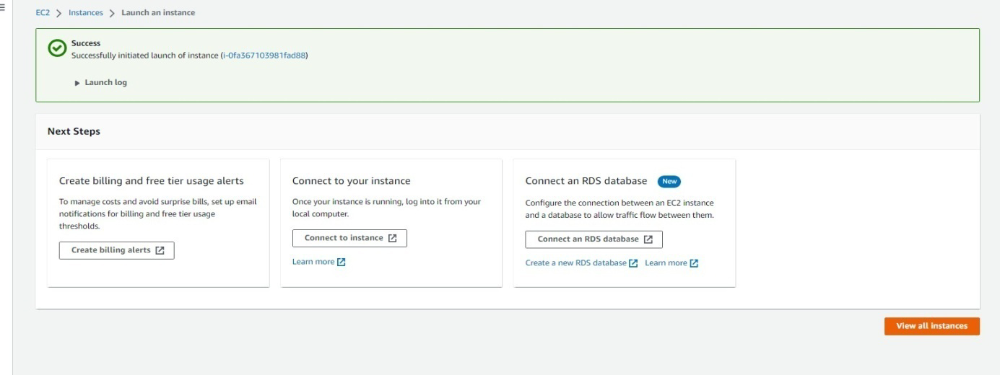 EC2 > Instances > Launch an instance
Success
Successfully initiated launch of instance (i-0fa367103981fad88)
Launch log
Next Steps
Create billing and free tier usage alerts
To manage costs and avoid surprise bills, set up email
notifications for billing and free tier usage
thresholds.
Create billing alerts
Connect to your instance
Once your instance is running, log into it from your
local computer.
Connect to instance
Learn more
Connect an RDS database New
Configure the connection between an EC2 instance
and a database to allow traffic flow between them.
Connect an RDS database
Create a new RDS database Learn more
View all instances